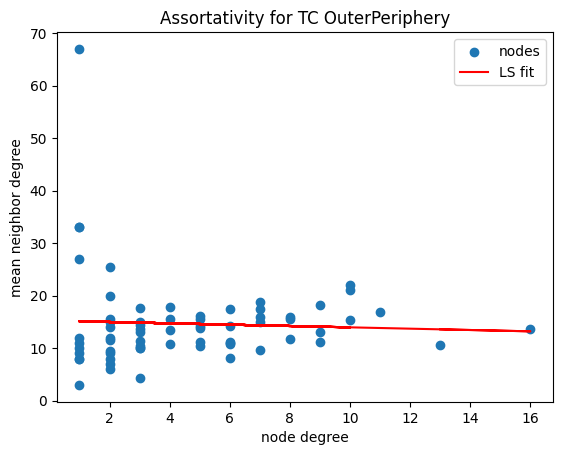 Assortativity for TC OuterPeriphery
nodes
LS fit
mean neighbor degree
70
60
50
40
30
20
10
0
2 4 6 8 10 12 14 16
node degree